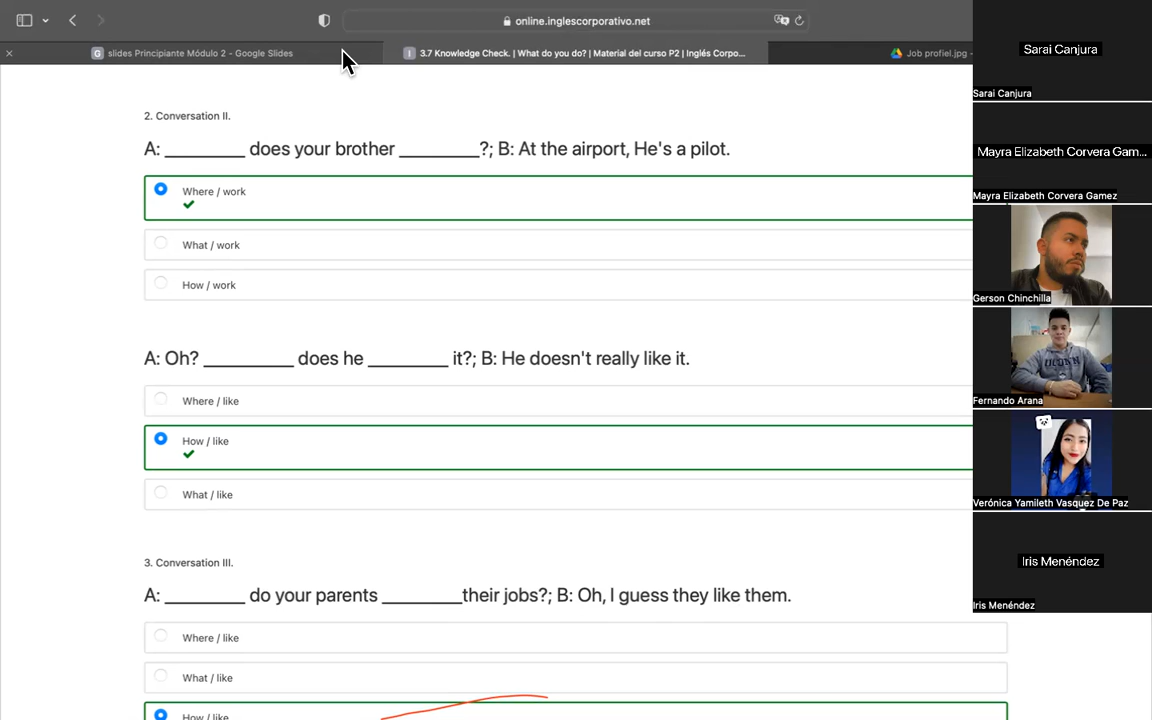 online.inglescorporativo.net
slides Principiante Módulo 2 - Google Slides
3.7 Knowledge Check. | What do you do? | Material del curso P2 | Inglés Corpo...
Job profiel.jpg -
2. Conversation II.
A: ________ does your brother ________?; B: At the airport, He's a pilot.
Where / work
What / work
How / work
A: Oh? _________ does he ________ it?; B: He doesn't really like it.
Where / like
How / like
What / like
3. Conversation III.
A: ________ do your parents ________their jobs?; B: Oh, I guess they like them.
Where / like
What / like
How / like
Sarai Canjura
Sarai Canjura
Mayra Elizabeth Corvera Gam...
Mayra Elizabeth Corvera Gamez
Gerson Chinchilla
Fernando Arana
Verónica Yamileth Vasquez De Paz
Iris Menéndez
Iris Menéndez